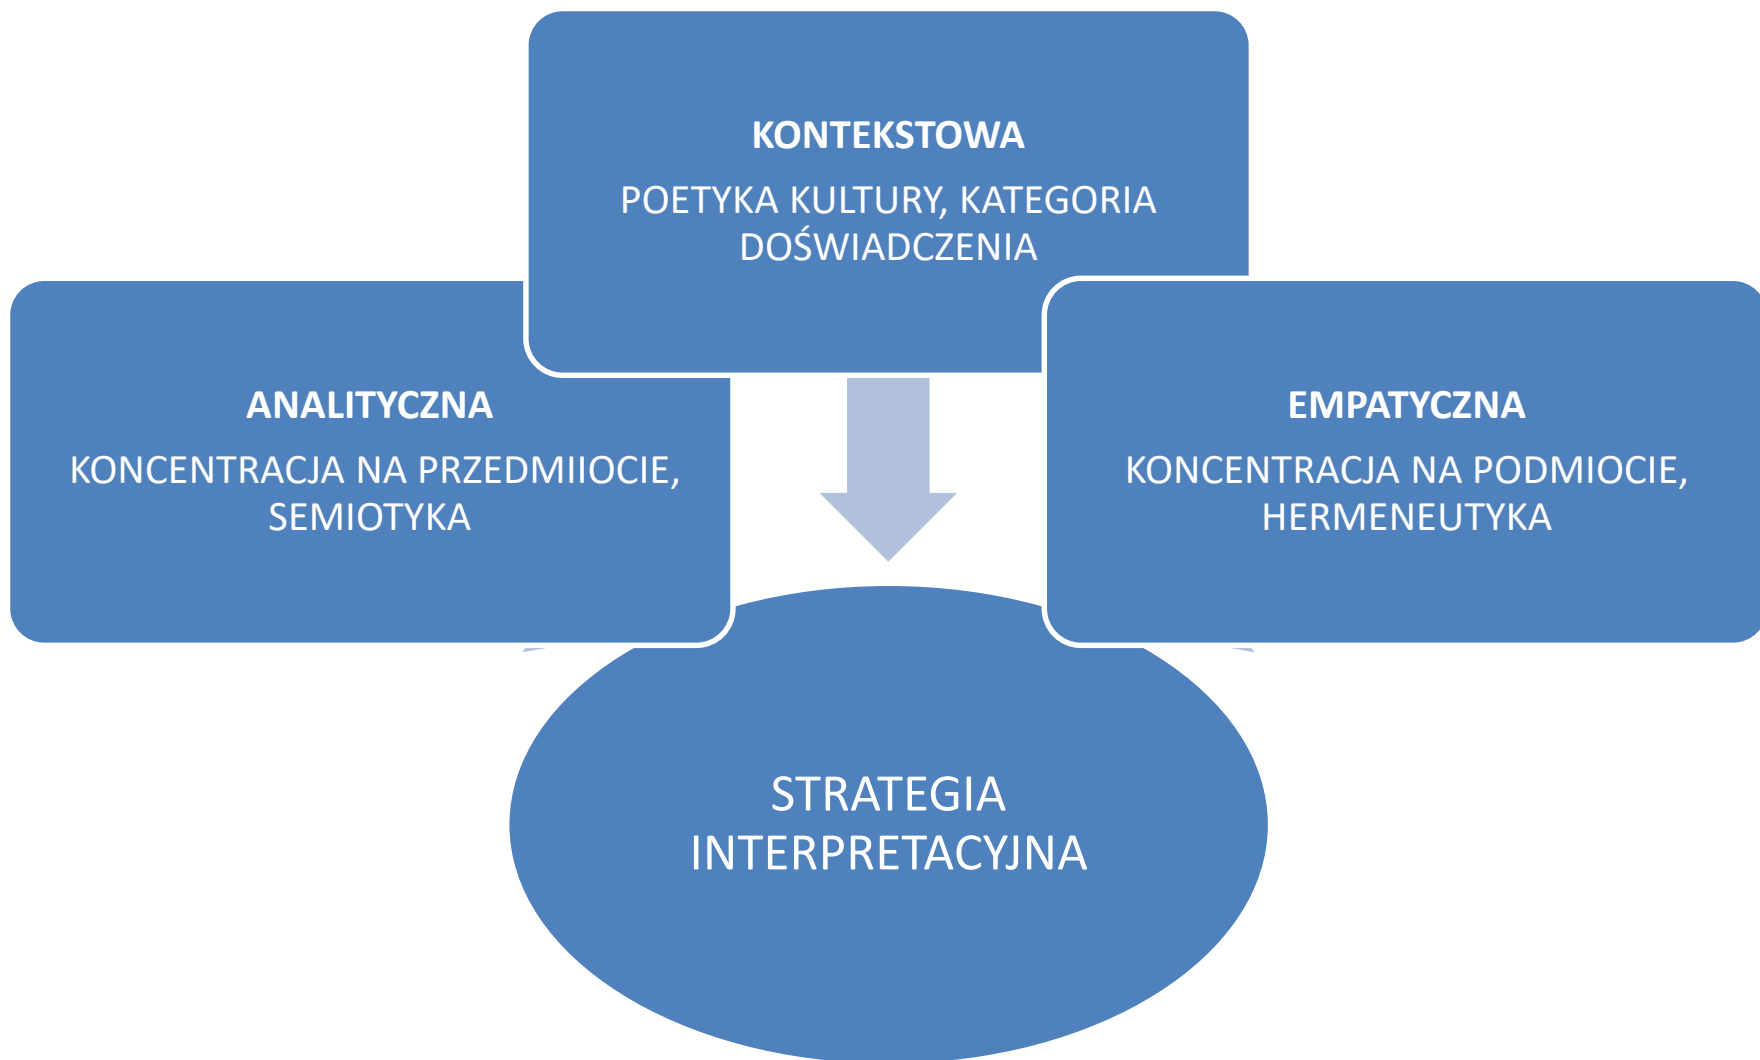 KONTEKSTOWA
POETYKA KULTURY, KATEGORIA
DOŚWIADCZENIA
ANALITYCZNA
KONCENTRACJA NA PRZEDMIIOCIE,
SEMIOTYKA
EMPATYCZNA
KONCENTRACJA NA PODMIOCIE,
HERMENEUTYKA
STRATEGIA
INTERPRETACYJNA